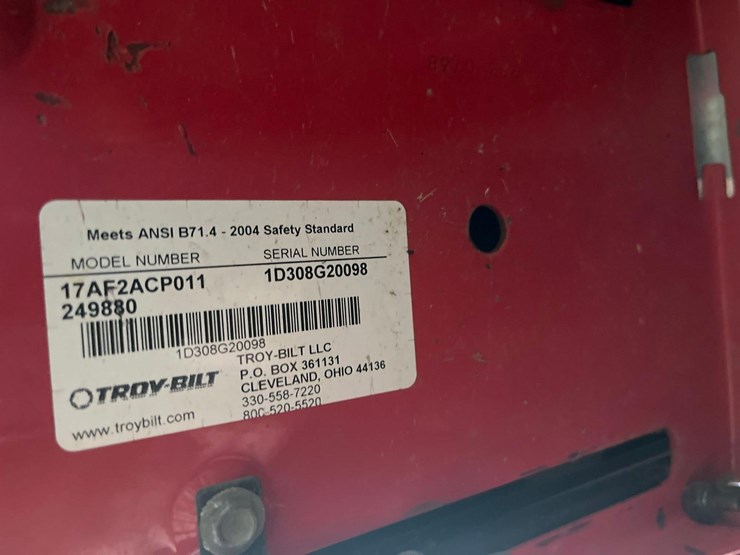 Meets ANSI B71.4 - 2004 Safety Standard
MODEL NUMBER SERIAL NUMBER
17AF2ACP011 1D308G20098
249880
1D308G20098
TROY-BILT
www.troybilt.com
TROY-BILT LLC
P.O. BOX 361131
CLEVELAND, OHIO 44136
330-558-7220
800-520-5520